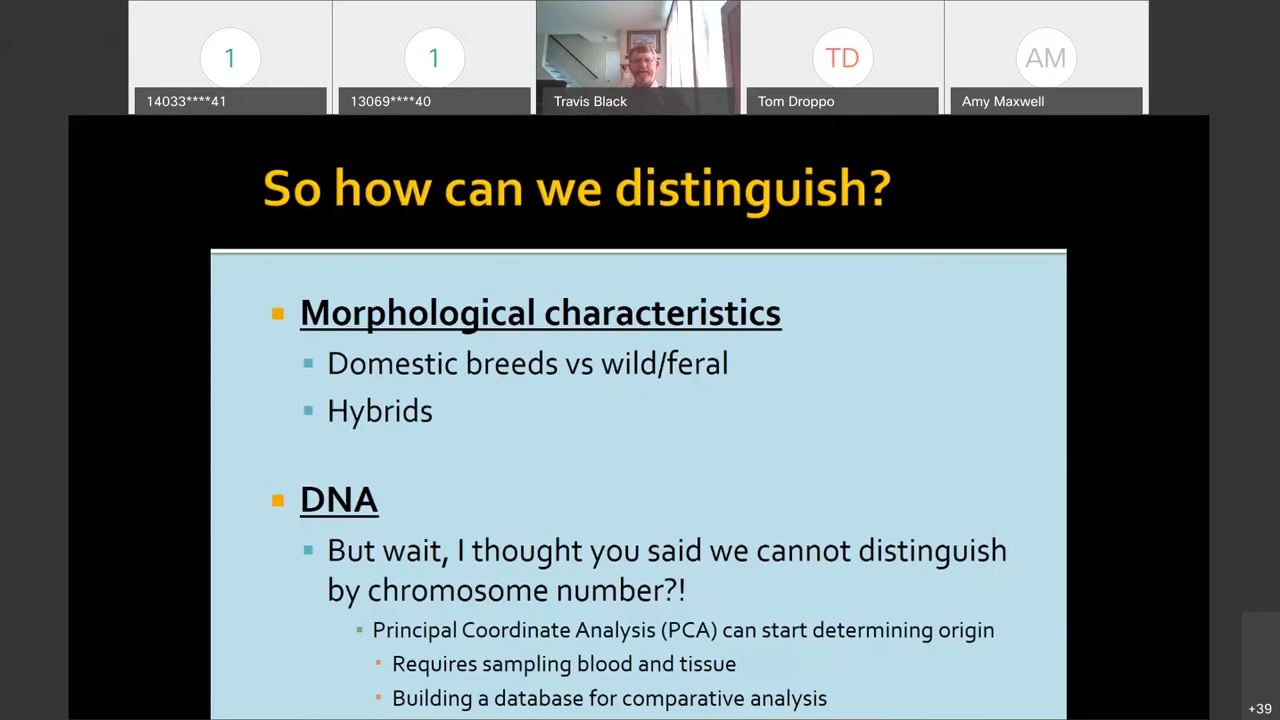 1
1
TD
AM
14033****41
13069****40
Travis Black
Tom Droppo
Amy Maxwell
So how can we distinguish?
Morphological characteristics
Domestic breeds vs wild/feral
Hybrids
DNA
But wait, I thought you said we cannot distinguish
by chromosome number?!
Principal Coordinate Analysis (PCA) can start determining origin
Requires sampling blood and tissue
Building a database for comparative analysis
+39